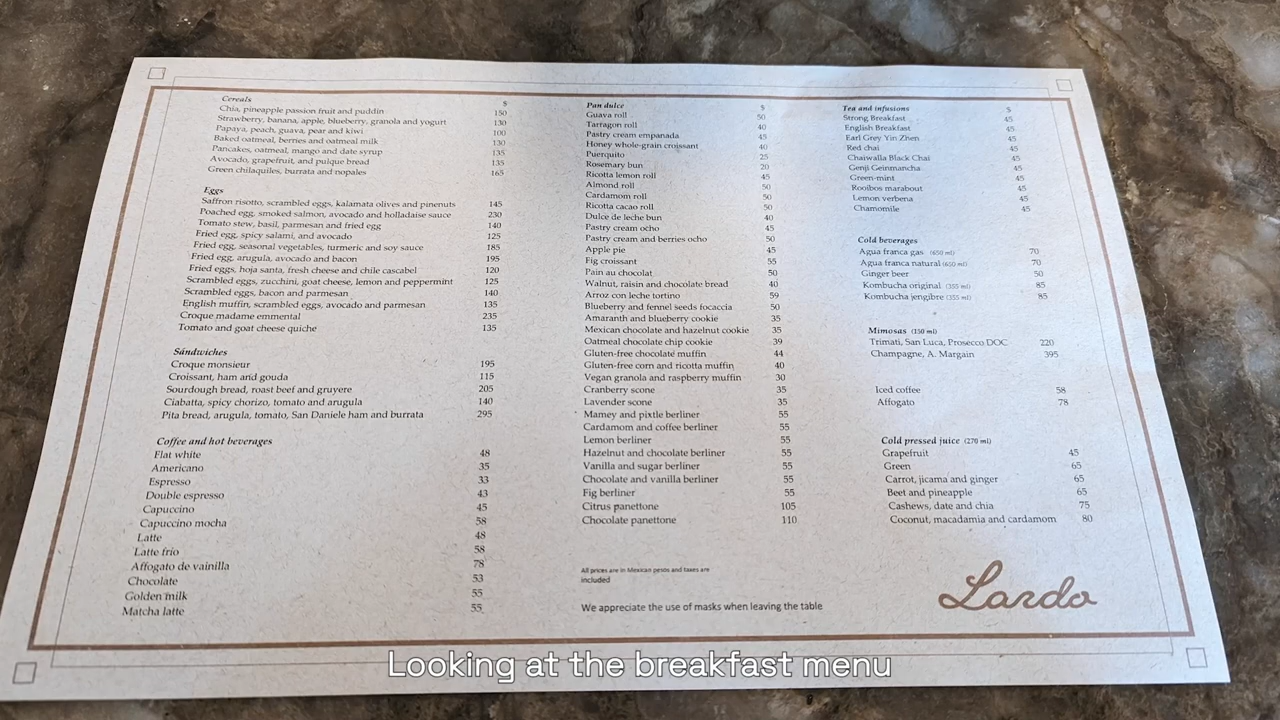 Cereals $
Chia, pineapple passion fruit and puddin 150
Strawberry, banana, apple, blueberry, granola and yogurt 130
Papaya, peach, guava, pear and kiwi 100
Baked oatmeal, berries and oatmeal milk 130
Pancakes, oatmeal, mango and date syrup 135
Avocado, grapefruit, and pulque bread 135
Green chilaquiles, burrata and nopales 165
Eggs
Saffron risotto, scrambled eggs, kalamata olives and pinenuts 145
Poached egg, smoked salmon, avocado and holladaise sauce 230
Tomato stew, basil, parmesan and fried egg 140
Fried egg, spicy salami, and avocado 125
Fried egg, seasonal vegetables, turmeric and soy sauce 185
Fried egg, arugula, avocado and bacon 195
Fried eggs, hoja santa, fresh cheese and chile cascabel 120
Scrambled eggs, zucchini, goat cheese, lemon and peppermint 125
Scrambled eggs, bacon and parmesan 140
English muffin, scrambled eggs, avocado and parmesan 135
Croque madame emmental 235
Tomato and goat cheese quiche 135
Sándwiches
Croque monsieur 195
Croissant, ham and gouda 115
Sourdough bread, roast beef and gruyere 205
Ciabatta, spicy chorizo, tomato and arugula 140
Pita bread, arugula, tomato, San Daniele ham and burrata 295
Coffee and hot beverages
Flat white 48
Americano 35
Espresso 33
Double espresso 43
Capuccino 45
Capuccino mocha 58
Latte 48
Latte frío 58
Affogato de vainilla 78
Chocolate 53
Golden milk 55
Matcha latte 55
Pan dulce $
Guava roll 50
Tarragon roll 40
Pastry cream empanada 45
Honey whole-grain croissant 40
Puerquito 25
Rosemary bun 20
Ricotta lemon roll 45
Almond roll 50
Cardamom roll 50
Ricotta cacao roll 50
Dulce de leche bun 40
Pastry cream ocho 45
Pastry cream and berries ocho 50
Apple pie 45
Fig croissant 55
Pain au chocolat 50
Walnut, raisin and chocolate bread 40
Arroz con leche tortino 59
Blueberry and fennel seeds focaccia 50
Amaranth and blueberry cookie 35
Mexican chocolate and hazelnut cookie 35
Oatmeal chocolate chip cookie 39
Gluten-free chocolate muffin 44
Gluten-free corn and ricotta muffin 40
Vegan granola and raspberry muffin 30
Cranberry scone 35
Lavender scone 35
Mamey and pixtle berliner 55
Cardamom and coffee berliner 55
Lemon berliner 55
Hazelnut and chocolate berliner 55
Vanilla and sugar berliner 55
Chocolate and vanilla berliner 55
Fig berliner 55
Citrus panettone 105
Chocolate panettone 110
All prices are in Mexican pesos and taxes are
included
We appreciate the use of masks when leaving the table
Tea and infusions $
Strong Breakfast 45
English Breakfast 45
Earl Grey Yin Zhen 45
Red chai 45
Chaiwalla Black Chai 45
Genji Geinmancha 45
Green-mint 45
Rooibos marabout 45
Lemon verbena 45
Chamomile 45
Cold beverages
Agua franca gas (650 ml) 70
Agua franca natural (650 ml) 70
Ginger beer 50
Kombucha original (355 ml) 85
Kombucha jengibre (355 ml) 85
Mimosas (150 ml)
Trimati, San Luca, Prosecco DOC 220
Champagne, A. Margain 395
Iced coffee 58
Affogato 78
Cold pressed juice (270 ml)
Grapefruit 45
Green 65
Carrot, jicama and ginger 65
Beet and pineapple 65
Cashews, date and chia 75
Coconut, macadamia and cardamom 80
Lardo
Looking at the breakfast menu